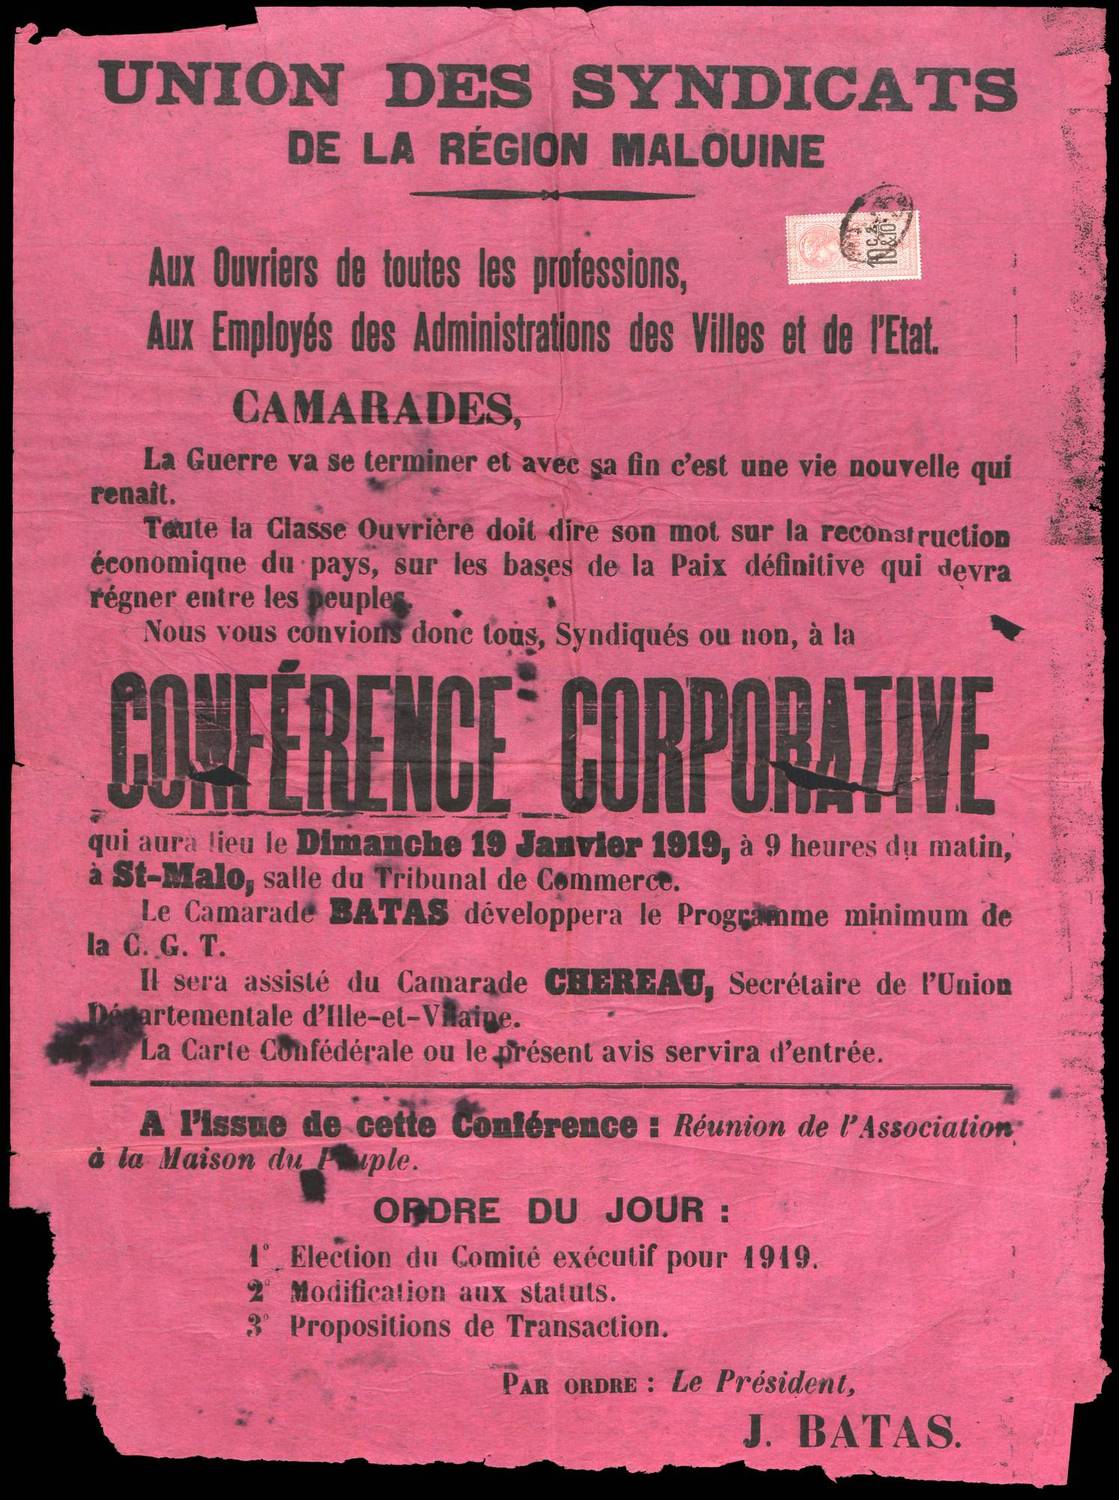 UNION DES SYNDICATS
DE LA RÉGION MALOUINE
10 c. &
&10
Aux Ouvriers de toutes les professions,
Aux Employés des Administrations des Villes et de l'Etat.
CAMARADES,
La Guerre va se terminer et avec sa fin c'est une vie nouvelle qui
renaît.
Toute la Classe Ouvrière doit dire son mot sur la reconstruction
économique du pays, sur les bases de la Paix définitive qui devra
régner entre les peuples.
Nous vous convions donc tous, Syndiqués ou non, à la
CONFÉRENCE CORPORATIVE
qui aura lieu le Dimanche 19 Janvier 1919, à 9 heures du matin,
à St-Malo, salle du Tribunal de Commerce.
Le Camarade BATAS développera le Programme minimum de
la C. G. T.
Il sera assisté du Camarade CHEREAU, Secrétaire de l'Union
Départementale d'Ille-et-Vilaine.
La Carte Confédérale ou le présent avis servira d'entrée.
A l'issue de cette Conférence : Réunion de l'Association
à la Maison du Peuple.
ORDRE DU JOUR :
1° Election du Comité exécutif pour 1919.
2° Modification aux statuts.
3° Propositions de Transaction.
PAR ORDRE : Le Président,
J. BATAS.